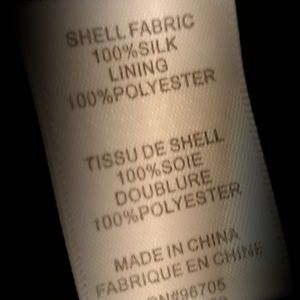 SHELL FABRIC
100%SILK
LINING
100%POLYESTER
TISSU DE SHELL
100%SOIE
DOUBLURE
100%POLYESTER
MADE IN CHINA
FABRIQUE EN CHINE